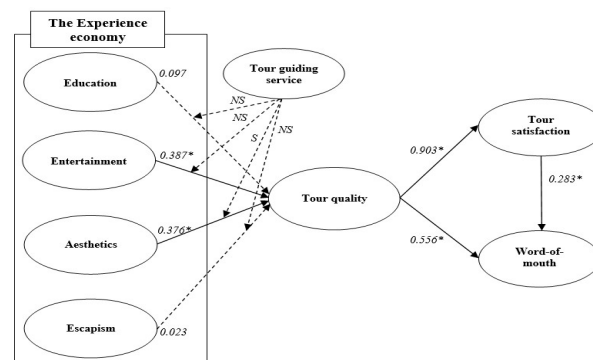 The Experience
economy
Education
0.097
Tour guiding
service
NS
NS
S
NS
Entertainment
0.387*
Tour quality
Aesthetics
0.376*
Escapism
0.023
0.903*
0.556*
Tour
satisfaction
0.283*
Word-of-
mouth